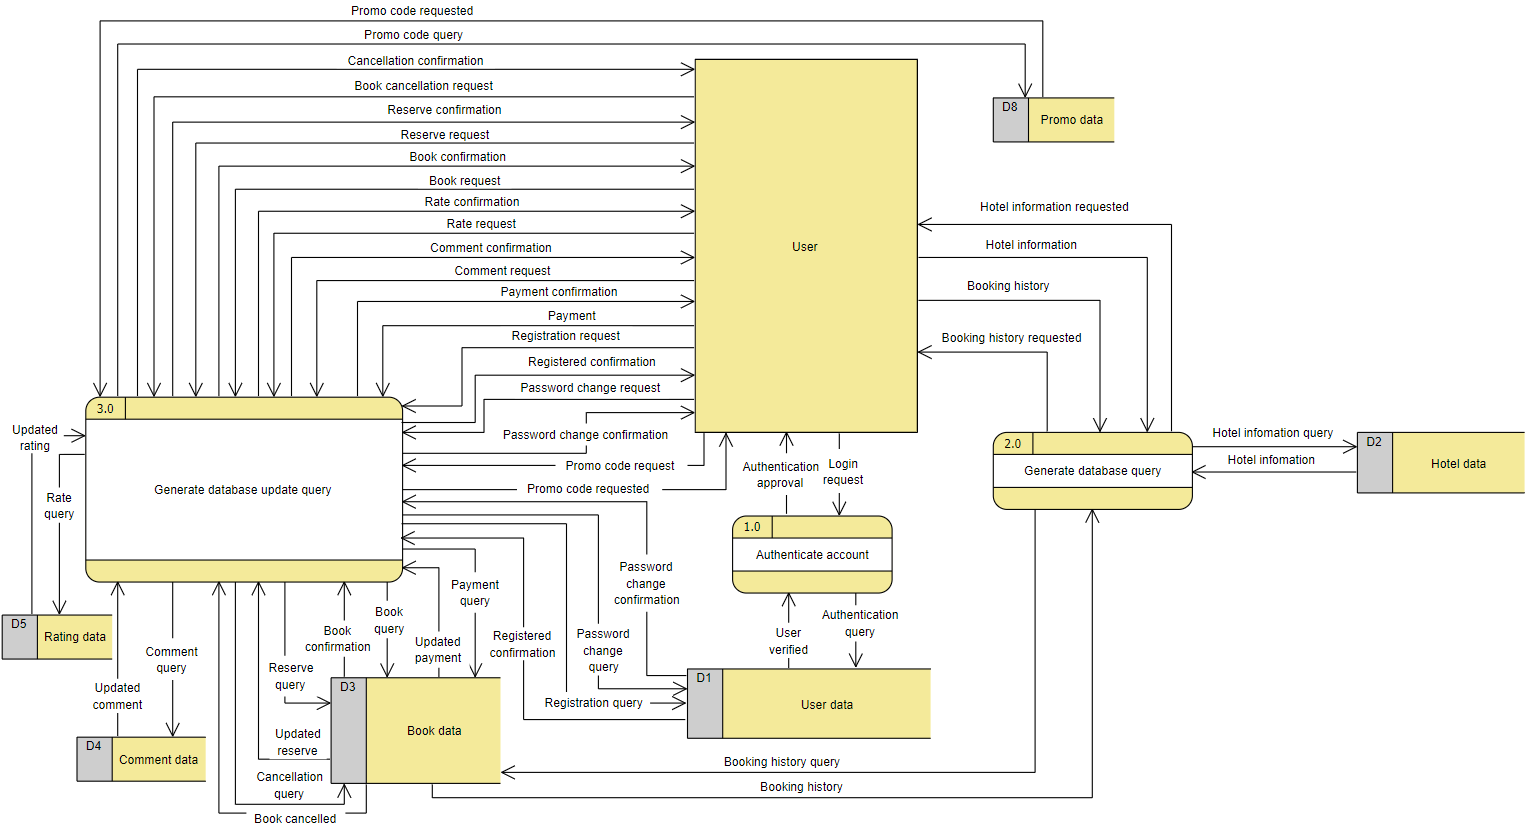 Promo code requested
Promo code query
Cancellation confirmation
Book cancellation request
Reserve confirmation
Reserve request
Book confirmation
Book request
Rate confirmation
Rate request
Comment confirmation
Comment request
Payment confirmation
Payment
Registration request
Registered confirmation
Password change request
Password change confirmation
Promo code request
Promo code requested
User
D8
Promo data
Hotel information requested
Hotel information
Booking history
Booking history requested
3.0
Generate database update query
Updated
rating
Rate
query
D5
Rating data
Authentication
approval
Login
request
1.0
Authenticate account
2.0
Generate database query
Hotel infomation query
Hotel infomation
D2
Hotel data
Password
change
confirmation
Payment
query
Book
query
Book
confirmation
Updated
payment
Registered
confirmation
Password
change
query
User
verified
Authentication
query
Comment
query
Reserve
query
Updated
comment
D3
Book data
D1
User data
Registration query
Updated
reserve
D4
Comment data
Cancellation
query
Book cancelled
Booking history query
Booking history